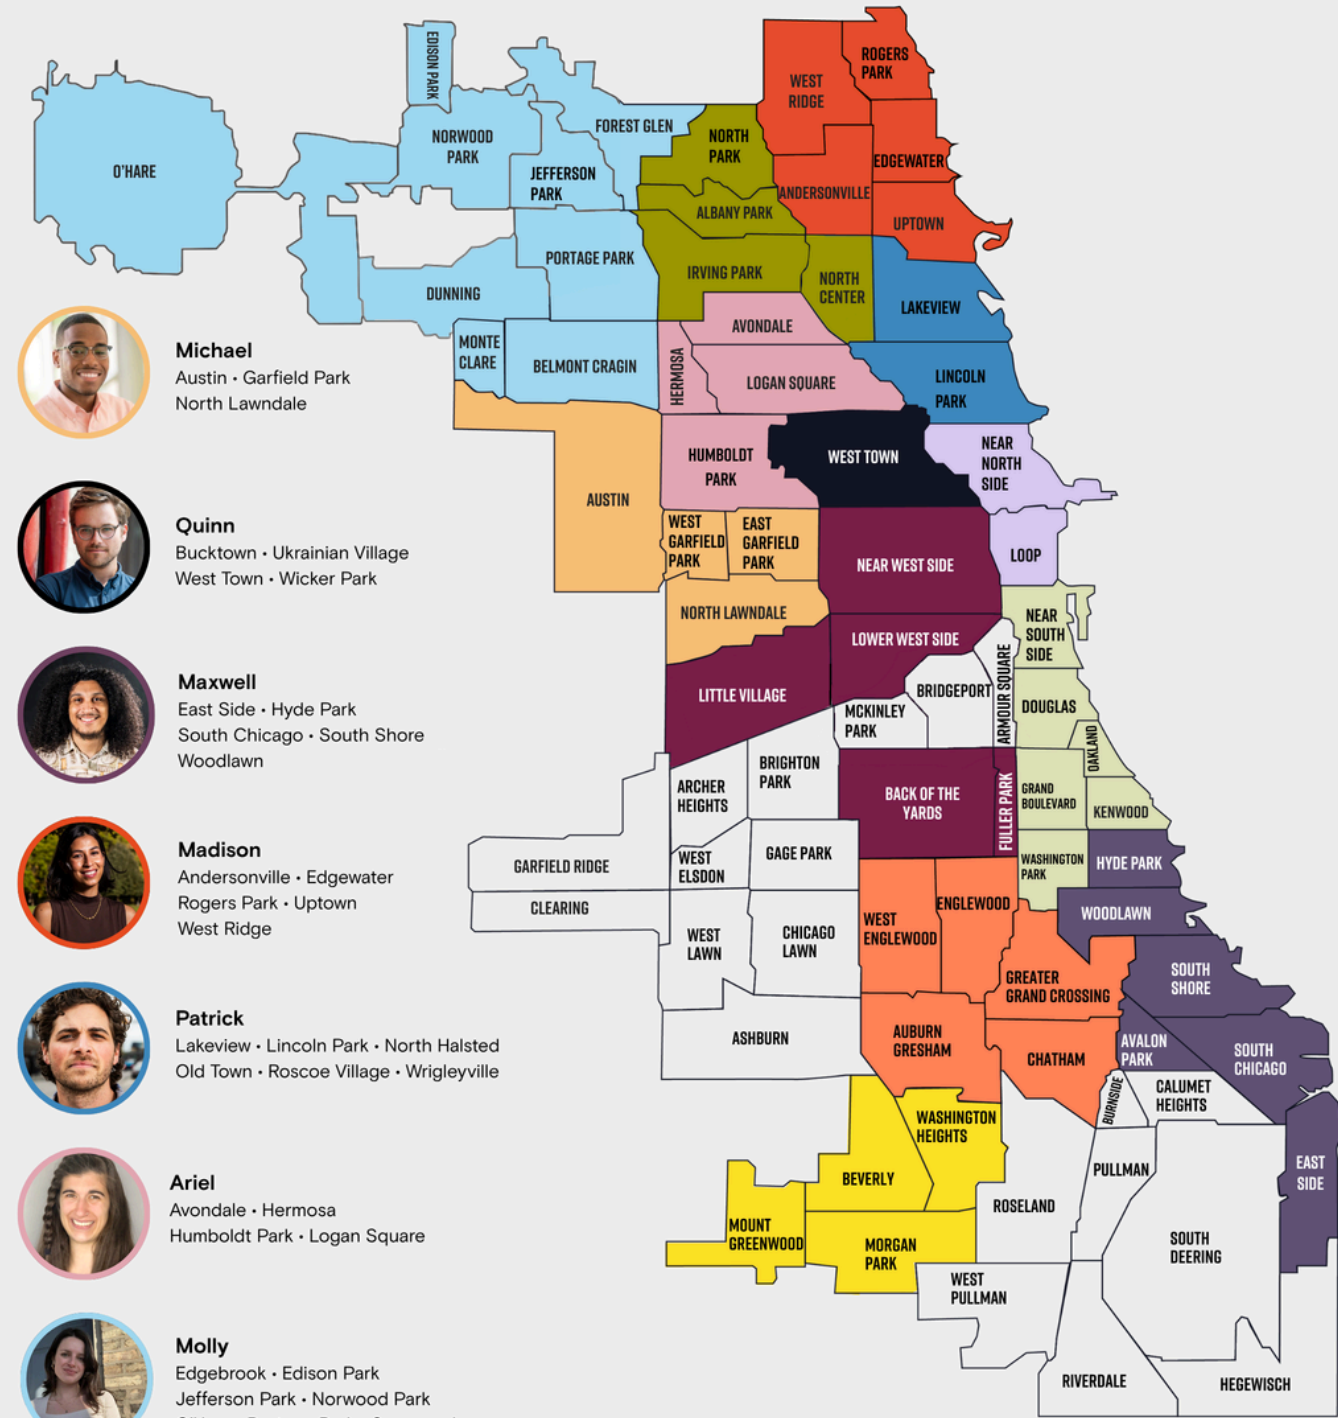 Michael
Austin • Garfield Park
North Lawndale
Quinn
Bucktown • Ukrainian Village
West Town • Wicker Park
Maxwell
East Side • Hyde Park
South Chicago • South Shore
Woodlawn
Madison
Andersonville • Edgewater
Rogers Park • Uptown
West Ridge
Patrick
Lakeview • Lincoln Park • North Halsted
Old Town • Roscoe Village • Wrigleyville
Ariel
Avondale • Hermosa
Humboldt Park • Logan Square
Molly
Edgebrook • Edison Park
Jefferson Park • Norwood Park
EDISON PARK
O'HARE
NORWOOD
PARK
JEFFERSON
PARK
FOREST GLEN
NORTH
PARK
WEST
RIDGE
ROGERS
PARK
EDGEWATER
ANDERSONVILLE
UPTOWN
ALBANY PARK
PORTAGE PARK
IRVING PARK
NORTH
CENTER
DUNNING
LAKEVIEW
AVONDALE
MONTE
CLARE
BELMONT CRAGIN
HERMOSA
LOGAN SQUARE
LINCOLN
PARK
HUMBOLDT
PARK
WEST TOWN
NEAR
NORTH
SIDE
AUSTIN
WEST
GARFIELD
PARK
EAST
GARFIELD
PARK
NEAR WEST SIDE
LOOP
NORTH LAWNDALE
LOWER WEST SIDE
NEAR
SOUTH
SIDE
LITTLE VILLAGE
MCKINLEY
PARK
BRIDGEPORT
ARMOUR SQUARE
DOUGLAS
OAKLAND
ARCHER
HEIGHTS
BRIGHTON
PARK
BACK OF THE
YARDS
FULLER PARK
GRAND
BOULEVARD
KENWOOD
GARFIELD RIDGE
WEST
ELSDON
GAGE PARK
WASHINGTON
PARK
HYDE PARK
CLEARING
WEST
LAWN
CHICAGO
LAWN
WEST
ENGLEWOOD
ENGLEWOOD
WOODLAWN
GREATER
GRAND CROSSING
SOUTH
SHORE
ASHBURN
AUBURN
GRESHAM
CHATHAM
AVALON
PARK
SOUTH
CHICAGO
BURNSIDE
CALUMET
HEIGHTS
WASHINGTON
HEIGHTS
BEVERLY
PULLMAN
EAST
SIDE
ROSELAND
MOUNT
GREENWOOD
MORGAN
PARK
SOUTH
DEERING
WEST
PULLMAN
RIVERDALE
HEGEWISCH